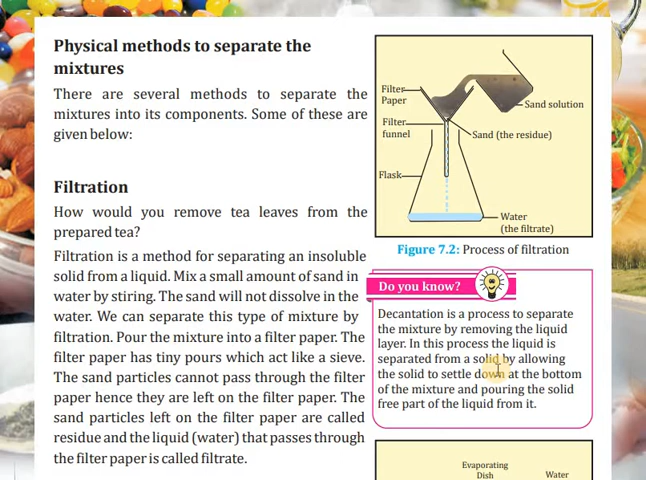 Physical methods to separate the
mixtures
There are several methods to separate the
mixtures into its components. Some of these are
given below:
Filtration
How would you remove tea leaves from the
prepared tea?
Filtration is a method for separating an insoluble
solid from a liquid. Mix a small amount of sand in
water by stiring. The sand will not dissolve in the
water. We can separate this type of mixture by
filtration. Pour the mixture into a filter paper. The
filter paper has tiny pours which act like a sieve.
The sand particles cannot pass through the filter
paper hence they are left on the filter paper. The
sand particles left on the filter paper are called
residue and the liquid (water) that passes through
the filter paper is called filtrate.
Filter
Paper
Sand solution
Filter
funnel
Sand (the residue)
Flask
Water
(the filtrate)
Figure 7.2: Process of filtration
Do you know?
Decantation is a process to separate
the mixture by removing the liquid
layer. In this process the liquid is
separated from a solid by allowing
the solid to settle down at the bottom
of the mixture and pouring the solid
free part of the liquid from it.
Evaporating
Dish
Water